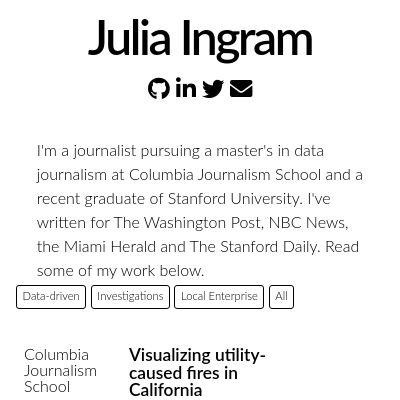 Julia Ingram
I'm a journalist pursuing a master's in data
journalism at Columbia Journalism School and a
recent graduate of Stanford University. I've
written for The Washington Post, NBC News,
the Miami Herald and The Stanford Daily. Read
some of my work below.
Data-driven Investigations Local Enterprise All
Columbia
Journalism
School
Visualizing utility-
caused fires in
California